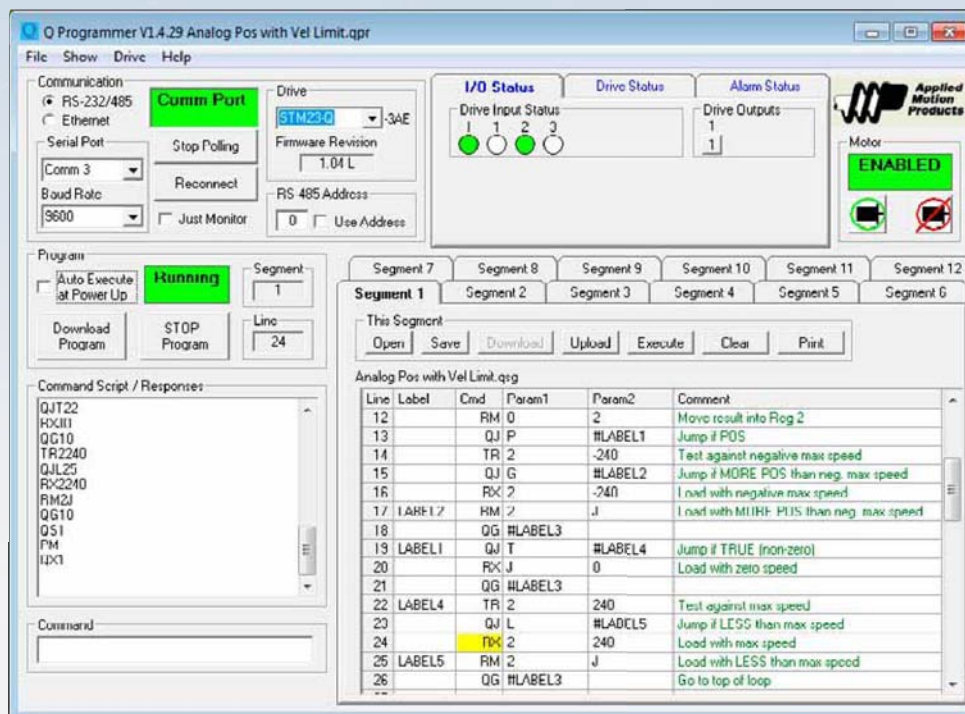 Q Programmer V1.4.29 Analog Pos with Vel Limit.qpr
File Show Drive Help
Communication
RS-232/485
Ethernet
Comm Port
Serial Port
Comm 3
Baud Rate
9600
Stop Polling
Reconnect
Just Monitor
Drive
STM23-Q -3AE
Firmware Revision
1.04 L
RS 485 Address
0 Use Address
I/O Status Drive Status Alarm Status
Drive Input Status
1 2 3
Drive Outputs
1
1
Applied Motion Products
Motor
ENABLED
Program
Auto Execute at Power Up
Running
Segment
1
Download Program
STOP Program
Line
24
Command Script / Responses
QJT22
QG10
TR2240
QJL25
RX2240
RM2J
QG10
QS1
PM
QX1
Command
Segment 7 Segment 8 Segment 9 Segment 10 Segment 11 Segment 12
Segment 1 Segment 2 Segment 3 Segment 4 Segment 5 Segment 6
This Segment
Open Save Download Upload Execute Clear Print
Analog Pos with Vel Limit.qsg
Line Label Cmd Param1 Param2 Comment
12 RM 0 2 Move result into Reg 2
13 QJ P #LABEL1 Jump if POS
14 TR 2 -240 Test against negative max speed
15 QJ G #LABEL2 Jump if MORE POS than neg. max speed
16 RX 2 -240 Load with negative max speed
17 LABEL2 RM 2 J Load with MORE POS than neg. max speed
18 QG #LABEL3
19 LABEL1 QJ T #LABEL4 Jump if TRUE (non-zero)
20 RX J 0 Load with zero speed
21 QG #LABEL3
22 LABEL4 TR 2 240 Test against max speed
23 QJ L #LABEL5 Jump if LESS than max speed
24 RX 2 240 Load with max speed
25 LABEL5 RM 2 J Load with LESS than max speed
26 QG #LABEL3 Go to top of loop